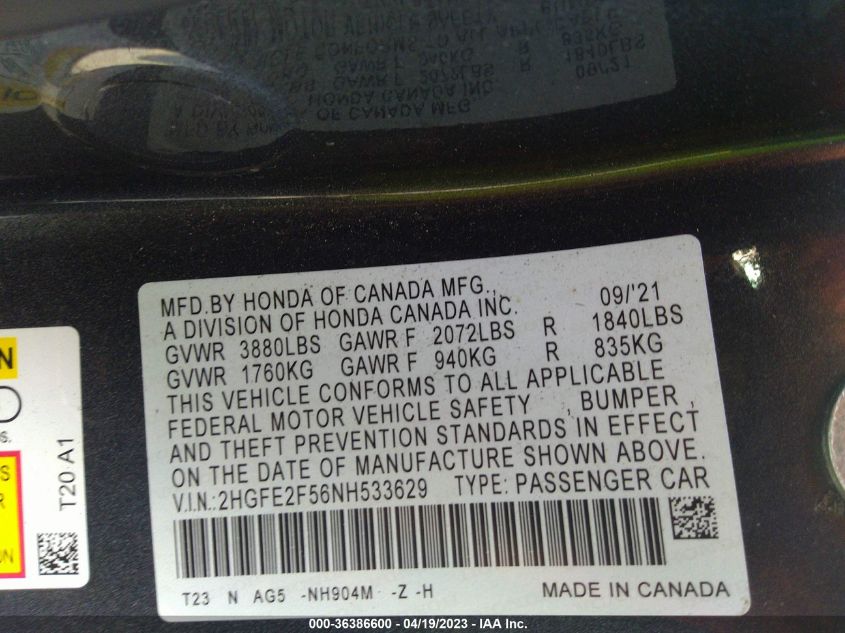 MFD.BY HONDA OF CANADA MFG., 09/'21
A DIVISION OF HONDA CANADA INC.
GVWR 3880LBS GAWR F 2072LBS R 1840LBS
GVWR 1760KG GAWR F 940KG R 835KG
THIS VEHICLE CONFORMS TO ALL APPLICABLE
FEDERAL MOTOR VEHICLE SAFETY , BUMPER ,
AND THEFT PREVENTION STANDARDS IN EFFECT
ON THE DATE OF MANUFACTURE SHOWN ABOVE.
V.I.N.:2HGFE2F56NH533629 TYPE: PASSENGER CAR
T23 N AG5 -NH904M -Z -H MADE IN CANADA
T20 A1
000-36386600 - 04/19/2023 - IAA Inc.